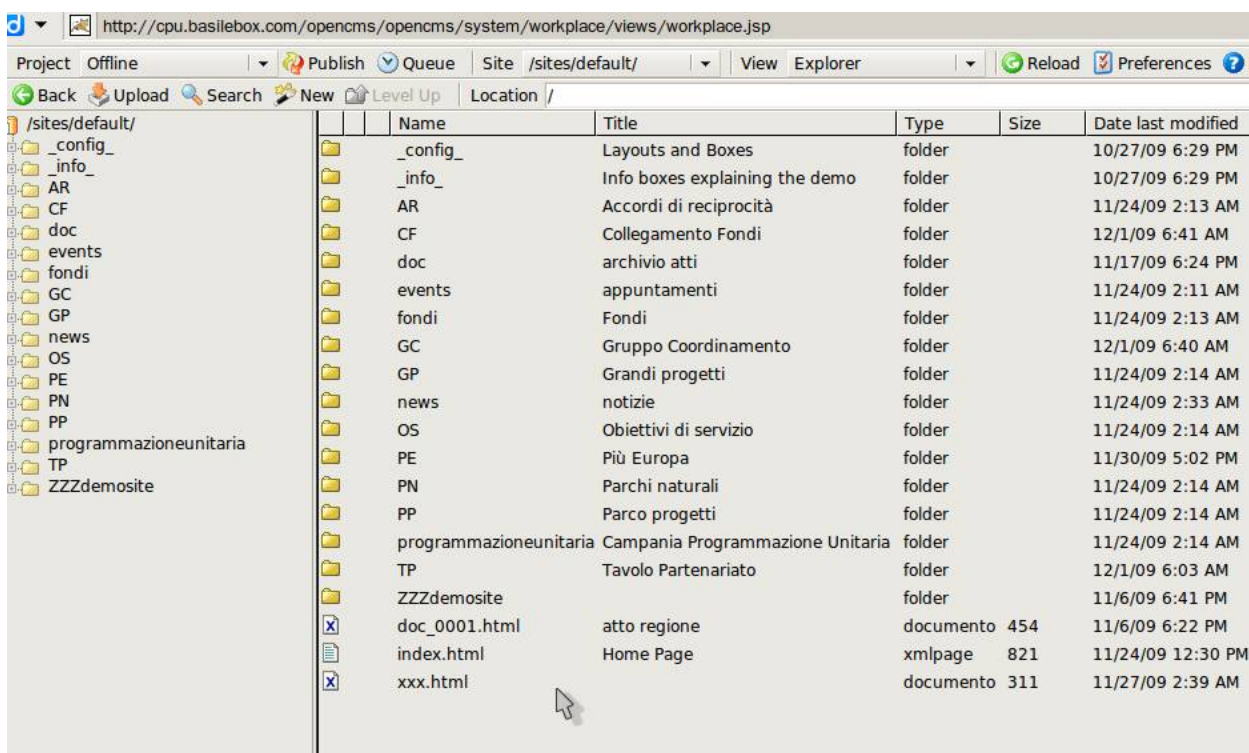 http://cpu.basilebox.com/opencms/opencms/system/workplace/views/workplace.jsp
Project Offline Publish Queue Site /sites/default/ View Explorer Reload Preferences
Back Upload Search New Level Up Location /
/sites/default/
_config_
_info_
AR
CF
doc
events
fondi
GC
GP
news
OS
PE
PN
PP
programmazioneunitaria
TP
ZZZdemosite
Name Title Type Size Date last modified
_config_ Layouts and Boxes folder 10/27/09 6:29 PM
_info_ Info boxes explaining the demo folder 10/27/09 6:29 PM
AR Accordi di reciprocità folder 11/24/09 2:13 AM
CF Collegamento Fondi folder 12/1/09 6:41 AM
doc archivio atti folder 11/17/09 6:24 PM
events appuntamenti folder 11/24/09 2:11 AM
fondi Fondi folder 11/24/09 2:13 AM
GC Gruppo Coordinamento folder 12/1/09 6:40 AM
GP Grandi progetti folder 11/24/09 2:14 AM
news notizie folder 11/24/09 2:33 AM
OS Obiettivi di servizio folder 11/24/09 2:14 AM
PE Più Europa folder 11/30/09 5:02 PM
PN Parchi naturali folder 11/24/09 2:14 AM
PP Parco progetti folder 11/24/09 2:14 AM
programmazioneunitaria Campania Programmazione Unitaria folder 11/24/09 2:14 AM
TP Tavolo Partenariato folder 12/1/09 6:03 AM
ZZZdemosite folder 11/6/09 6:41 PM
doc_0001.html atto regione documento 454 11/6/09 6:22 PM
index.html Home Page xmlpage 821 11/24/09 12:30 PM
xxx.html documento 311 11/27/09 2:39 AM